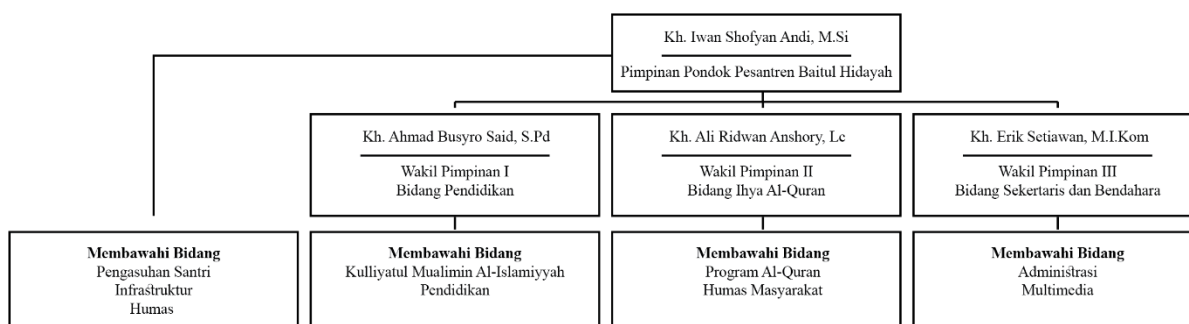 Kh. Iwan Shofyan Andi, M.Si
Pimpinan Pondok Pesantren Baitul Hidayah
Kh. Ahmad Busyro Said, S.Pd
Wakil Pimpinan I
Bidang Pendidikan
Kh. Ali Ridwan Anshory, Lc
Wakil Pimpinan II
Bidang Ihya Al-Quran
Kh. Erik Setiawan, M.I.Kom
Wakil Pimpinan III
Bidang Sekertaris dan Bendahara
Membawahi Bidang
Pengasuhan Santri
Infrastruktur
Humas
Membawahi Bidang
Kulliyatul Mualimin Al-Islamiyyah
Pendidikan
Membawahi Bidang
Program Al-Quran
Humas Masyarakat
Membawahi Bidang
Administrasi
Multimedia